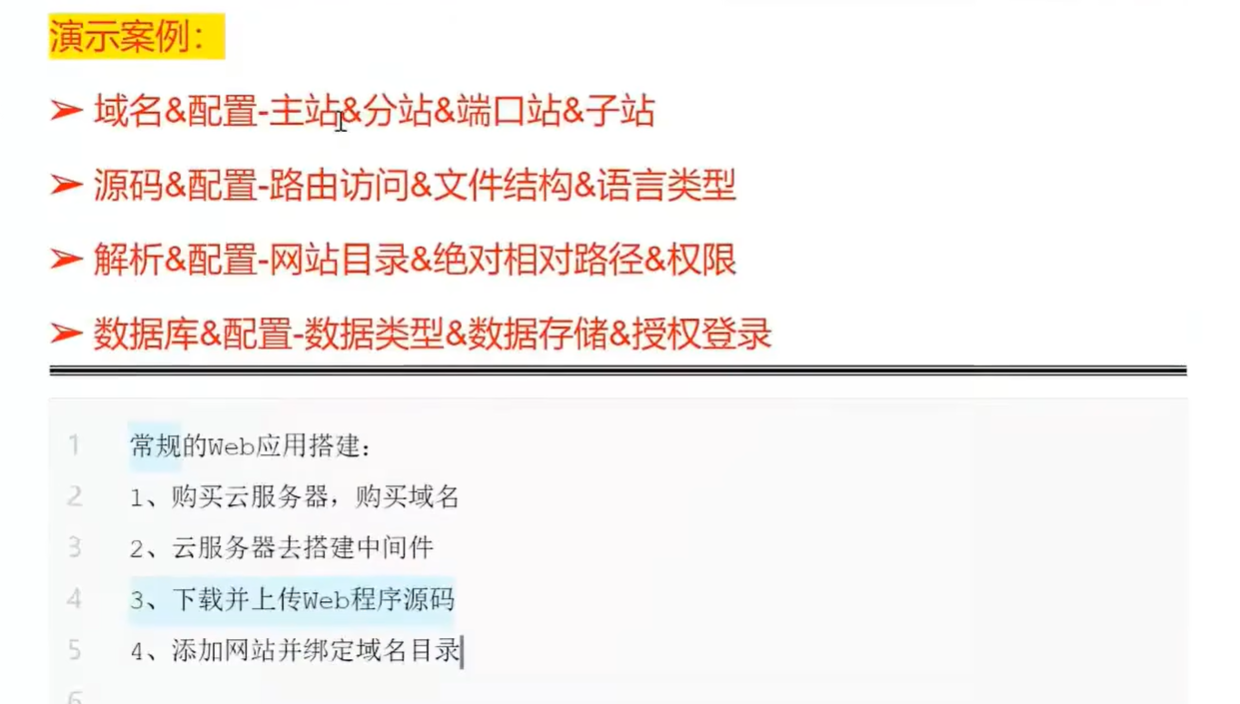 演示案例：
➢ 域名&配置-主站&分站&端口站&子站
➢ 源码&配置-路由访问&文件结构&语言类型
➢ 解析&配置-网站目录&绝对相对路径&权限
➢ 数据库&配置-数据类型&数据存储&授权登录
1 常规的Web应用搭建：
2 1、购买云服务器，购买域名
3 2、云服务器去搭建中间件
4 3、下载并上传Web程序源码
5 4、添加网站并绑定域名目录
6